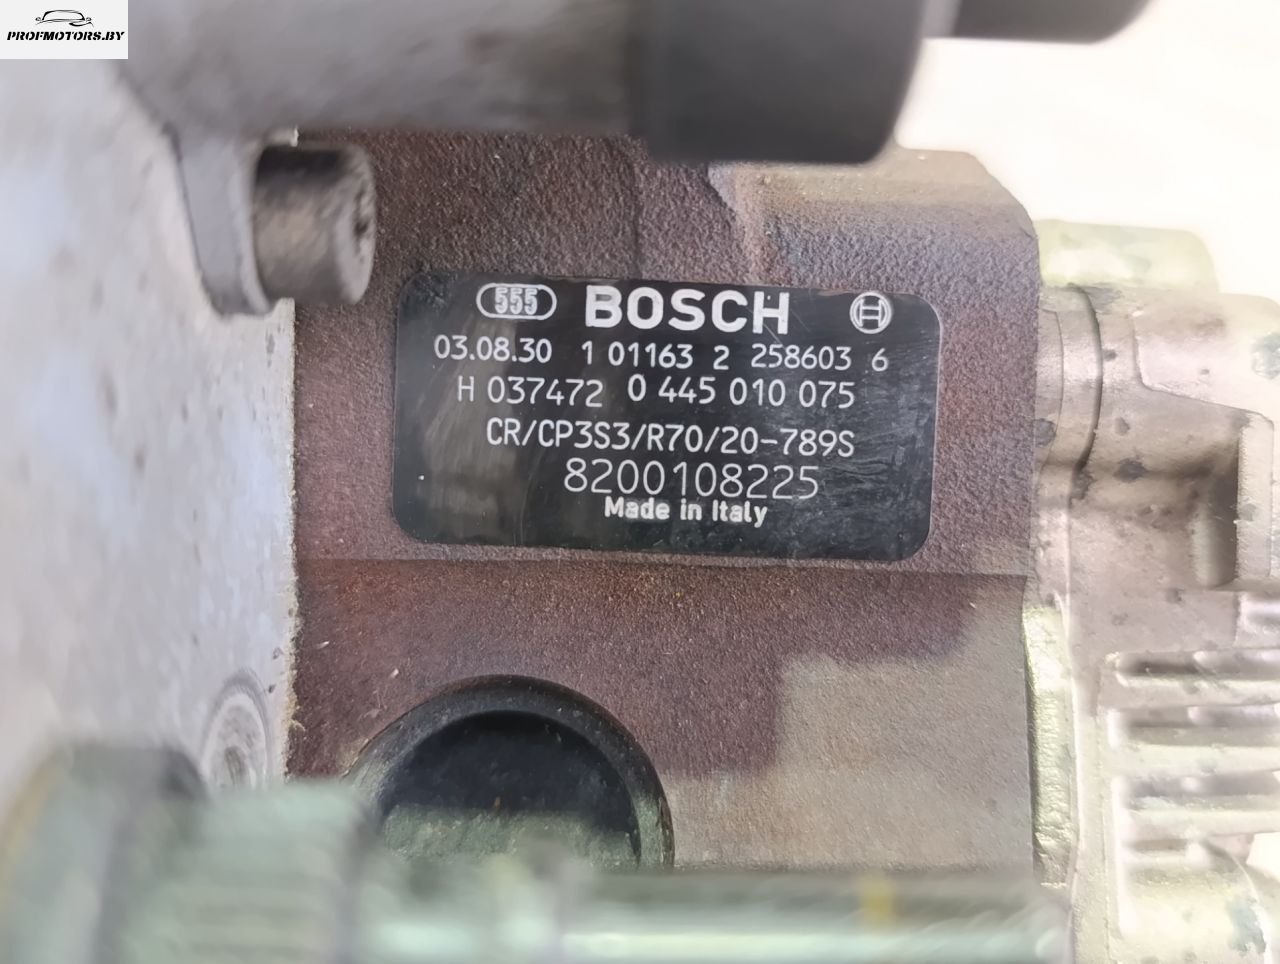 PROFMOTORS.BY
555 BOSCH
03.08.30 1 01163 2 258603 6
H 037472 0 445 010 075
CR/CP3S3/R70/20-789S
8200108225
Made in Italy